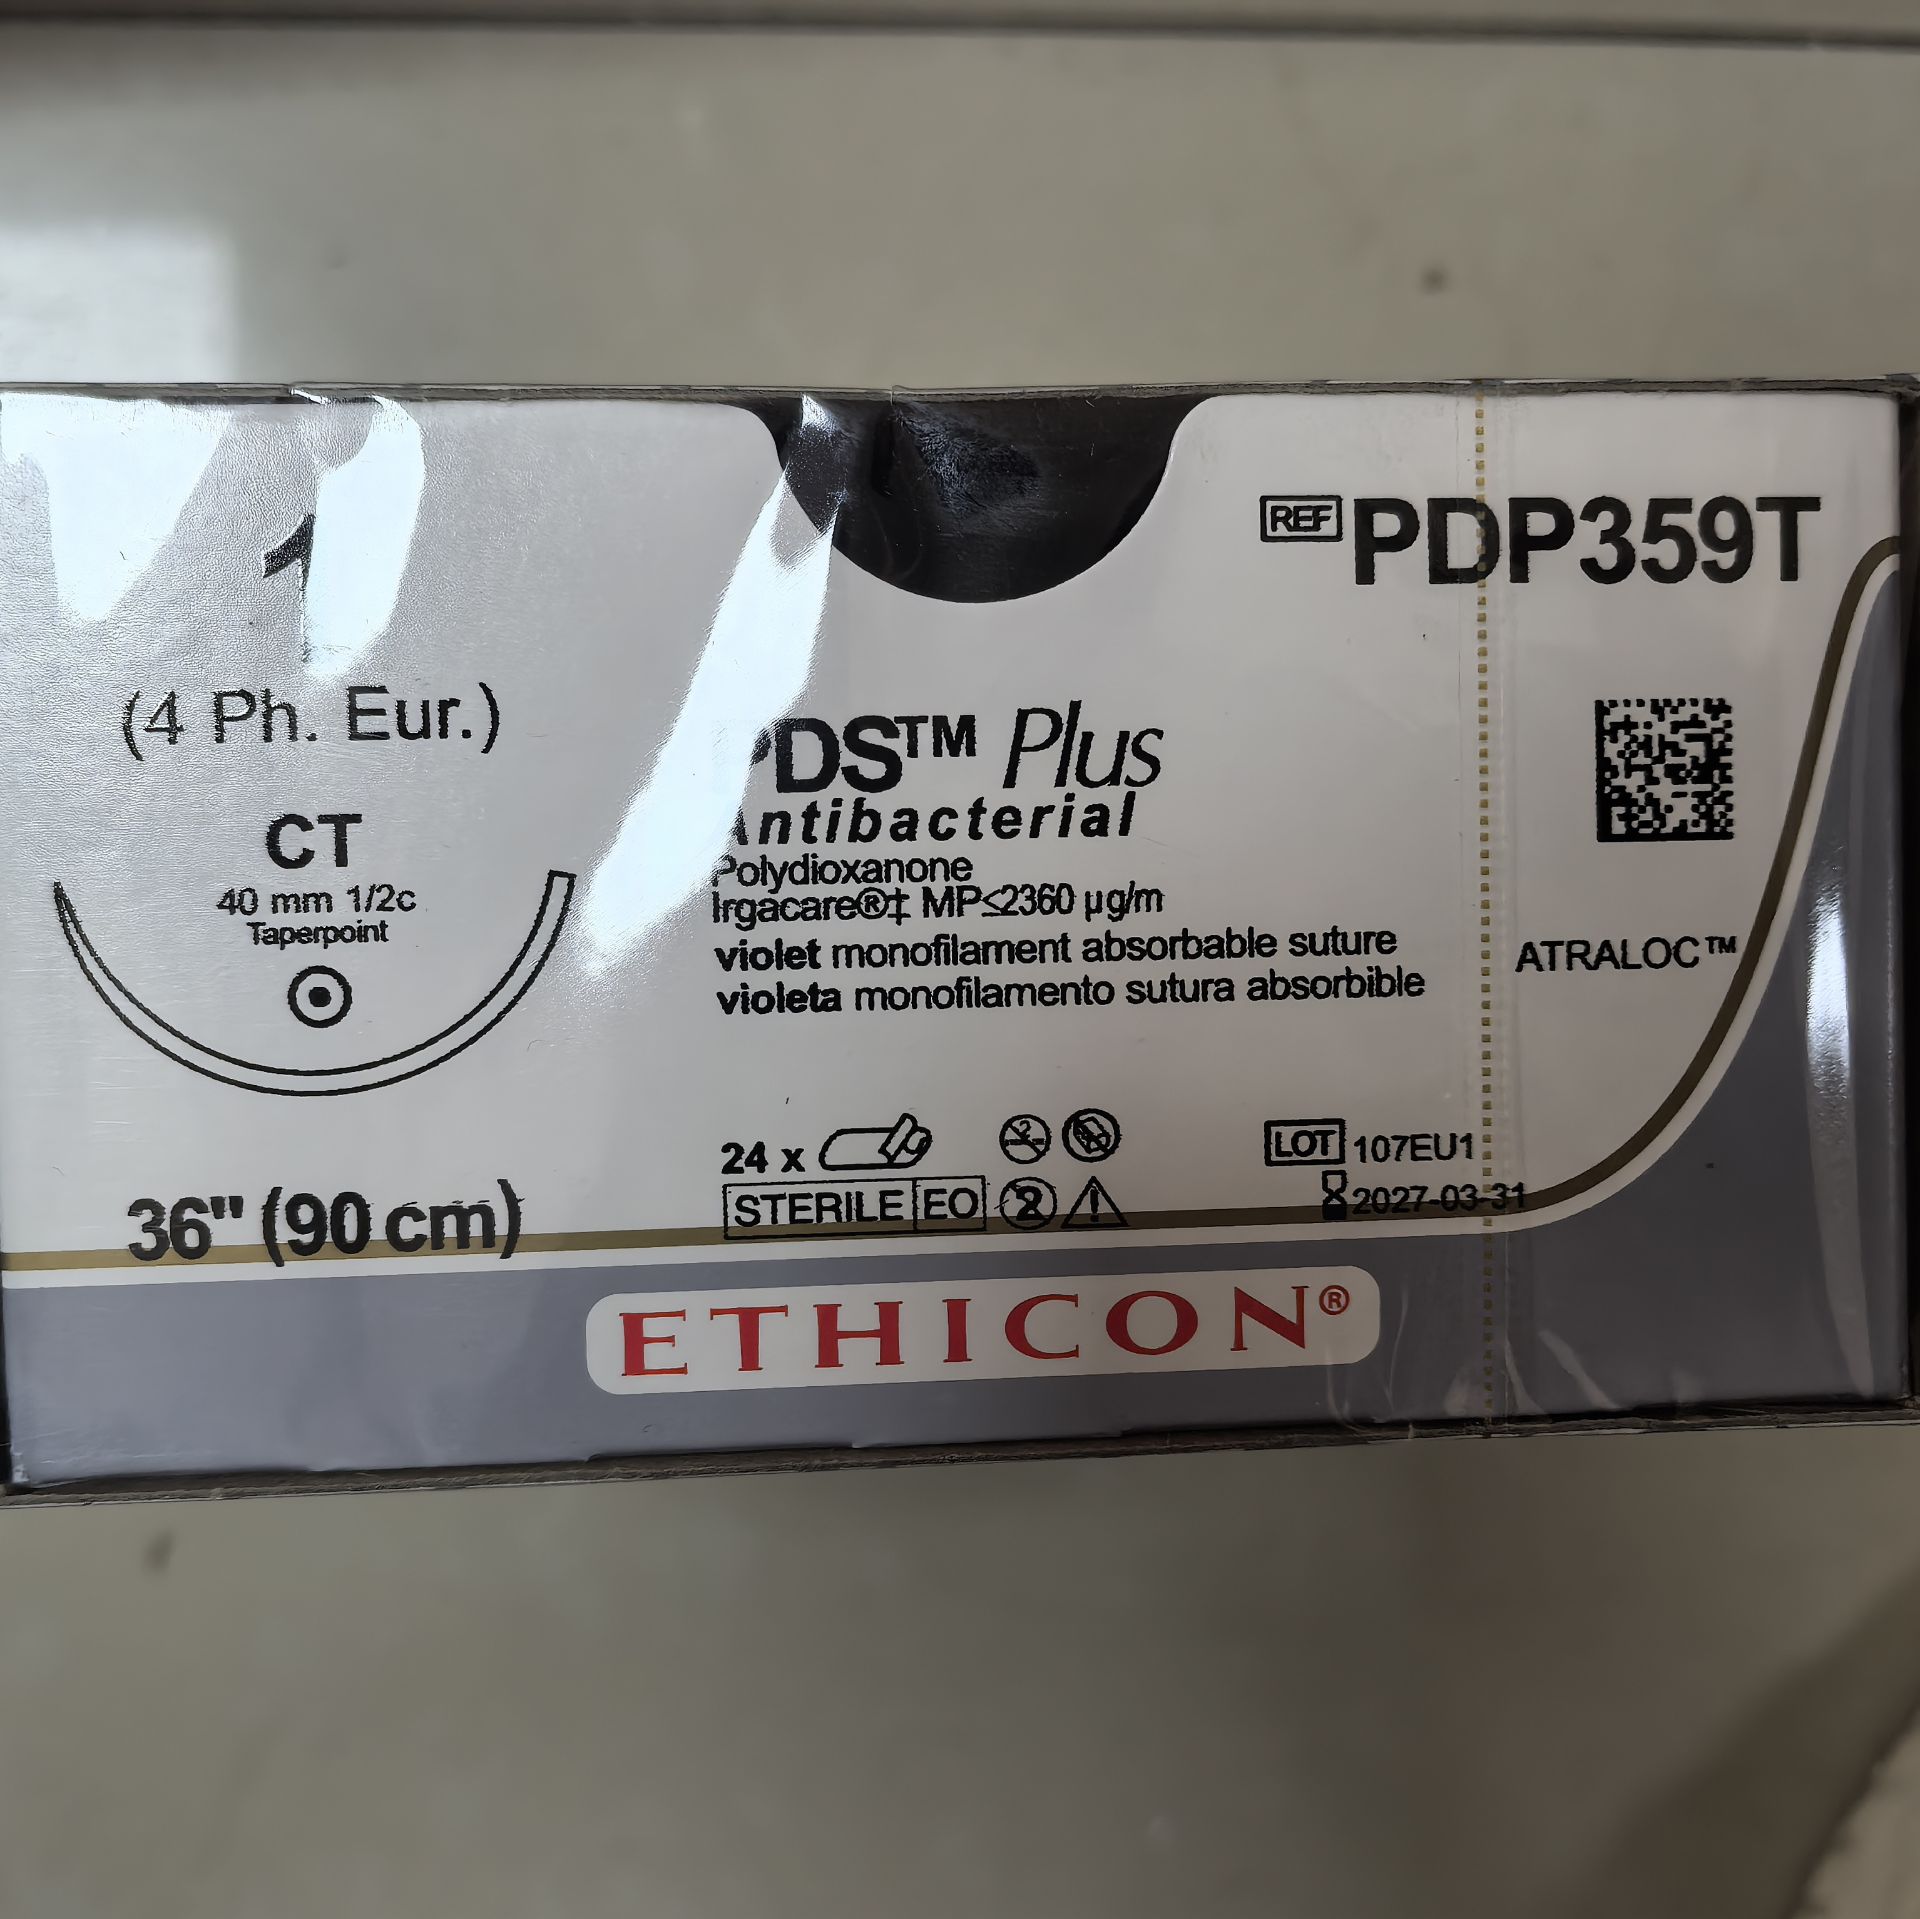 1
REF PDP359T
(4 Ph. Eur.)
CT
40 mm 1/2c
Taperpoint
36" (90 cm)
PDS™ Plus
Antibacterial
Polydioxanone
Irgacare®‡ MP≤2360 µg/m
violet monofilament absorbable suture
violeta monofilamento sutura absorbible
ATRALOC™
24 x
2
STERILE EO 2
LOT 107EU1
2027-03-31
ETHICON®